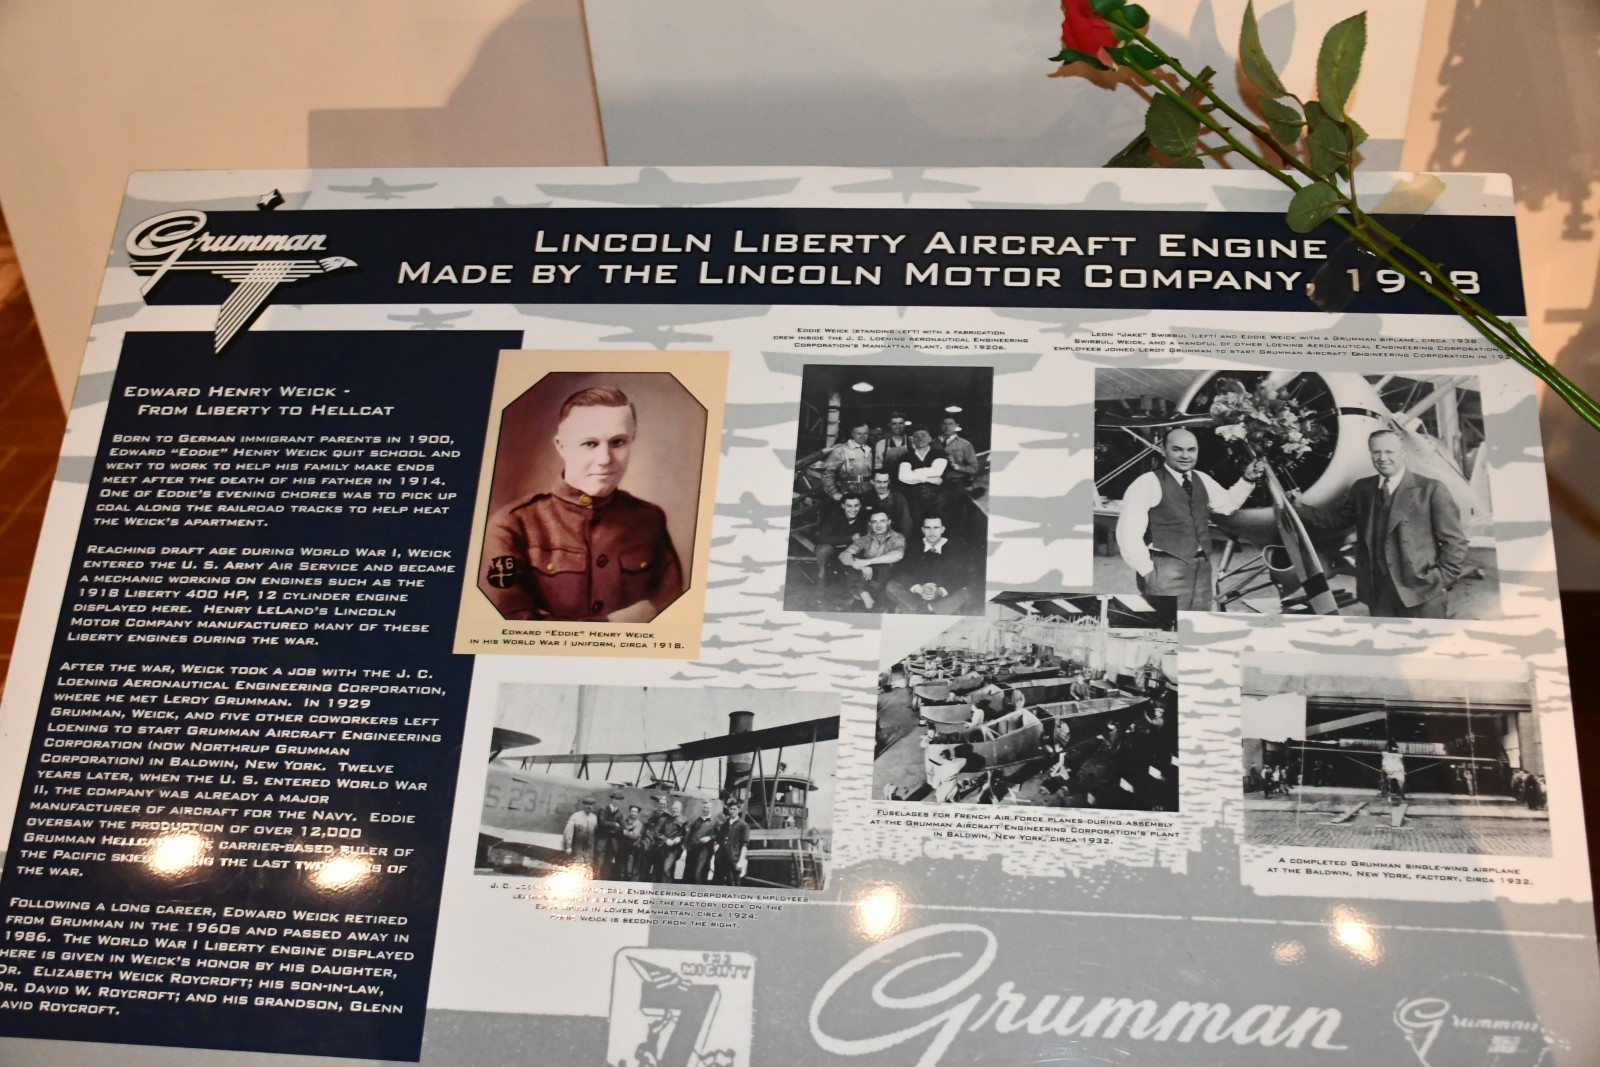 Grumman
Lincoln Liberty Aircraft Engine
Made by the Lincoln Motor Company, 1918
Edward Henry Weick -
From Liberty to Hellcat
Born to German immigrant parents in 1900,
Edward "Eddie" Henry Weick quit school and
went to work to help his family make ends
meet after the death of his father in 1914.
One of Eddie's evening chores was to pick up
coal along the railroad tracks to help heat
the Weick's apartment.
Reaching draft age during World War I, Weick
entered the U. S. Army Air Service and became
a mechanic working on engines such as the
1918 Liberty 400 HP, 12 cylinder engine
displayed here. Henry LeLand's Lincoln
Motor Company manufactured many of these
Liberty engines during the war.
After the war, Weick took a job with the J. C.
Loening Aeronautical Engineering Corporation,
where he met Leroy Grumman. In 1929
Grumman, Weick, and five other coworkers left
Loening to start Grumman Aircraft Engineering
Corporation (now Northrup Grumman
Corporation) in Baldwin, New York. Twelve
years later, when the U. S. entered World War
II, the company was already a major
manufacturer of aircraft for the Navy. Eddie
oversaw the production of over 12,000
Grumman Hellcat carrier-based ruler of
the Pacific skies the last two of
the war.
Following a long career, Edward Weick retired
from Grumman in the 1960s and passed away in
1986. The World War I Liberty engine displayed
here is given in Weick's honor by his daughter,
Dr. Elizabeth Weick Roycroft; his son-in-law,
Dr. David W. Roycroft; and his grandson, Glenn
David Roycroft.
146
Edward "Eddie" Henry Weick
in his World War I uniform, circa 1918.
Eddie Weick (standing left) with a fabrication
crew inside the J. C. Loening Aeronautical Engineering
Corporation's Manhattan plant, circa 1920s.
Leon "Jake" Swirbul (left) and Eddie Weick with a Grumman biplane, circa 1938.
Swirbul, Weick, and a handful of other Loening Aeronautical Engineering Corporation
employees joined Leroy Grumman to start Grumman Aircraft Engineering Corporation in
S.23-1
J. C. Aeronautical Engineering Corporation employees
plane on the factory dock on the
in lower Manhattan, circa 1924.
Eddie Weick is second from the right.
Fuselages for French Air Force planes during assembly
at the Grumman Aircraft Engineering Corporation's plant
in Baldwin, New York, circa 1932.
A completed Grumman single-wing airplane
at the Baldwin, New York, factory, circa 1932.
THE
MIGHTY
7
Grumman
Grumman